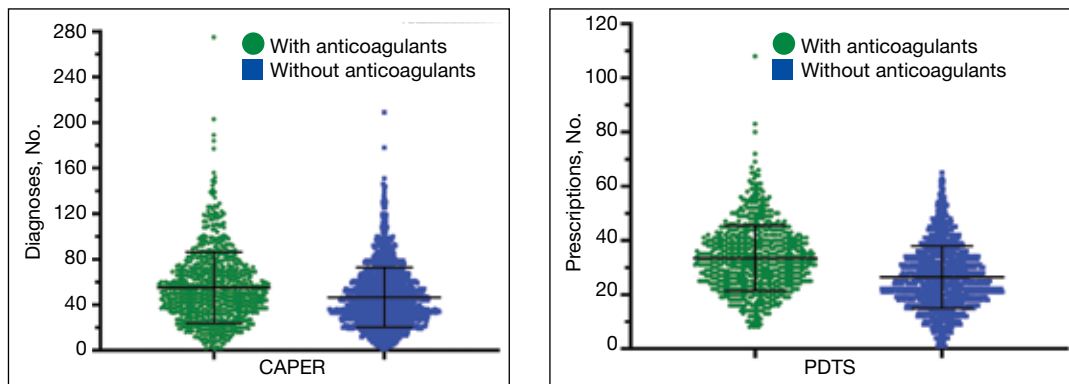 Diagnoses, No.
280
240
200
160
120
80
40
0
With anticoagulants
Without anticoagulants
CAPER
Prescriptions, No.
120
100
80
60
40
20
0
With anticoagulants
Without anticoagulants
PDTS